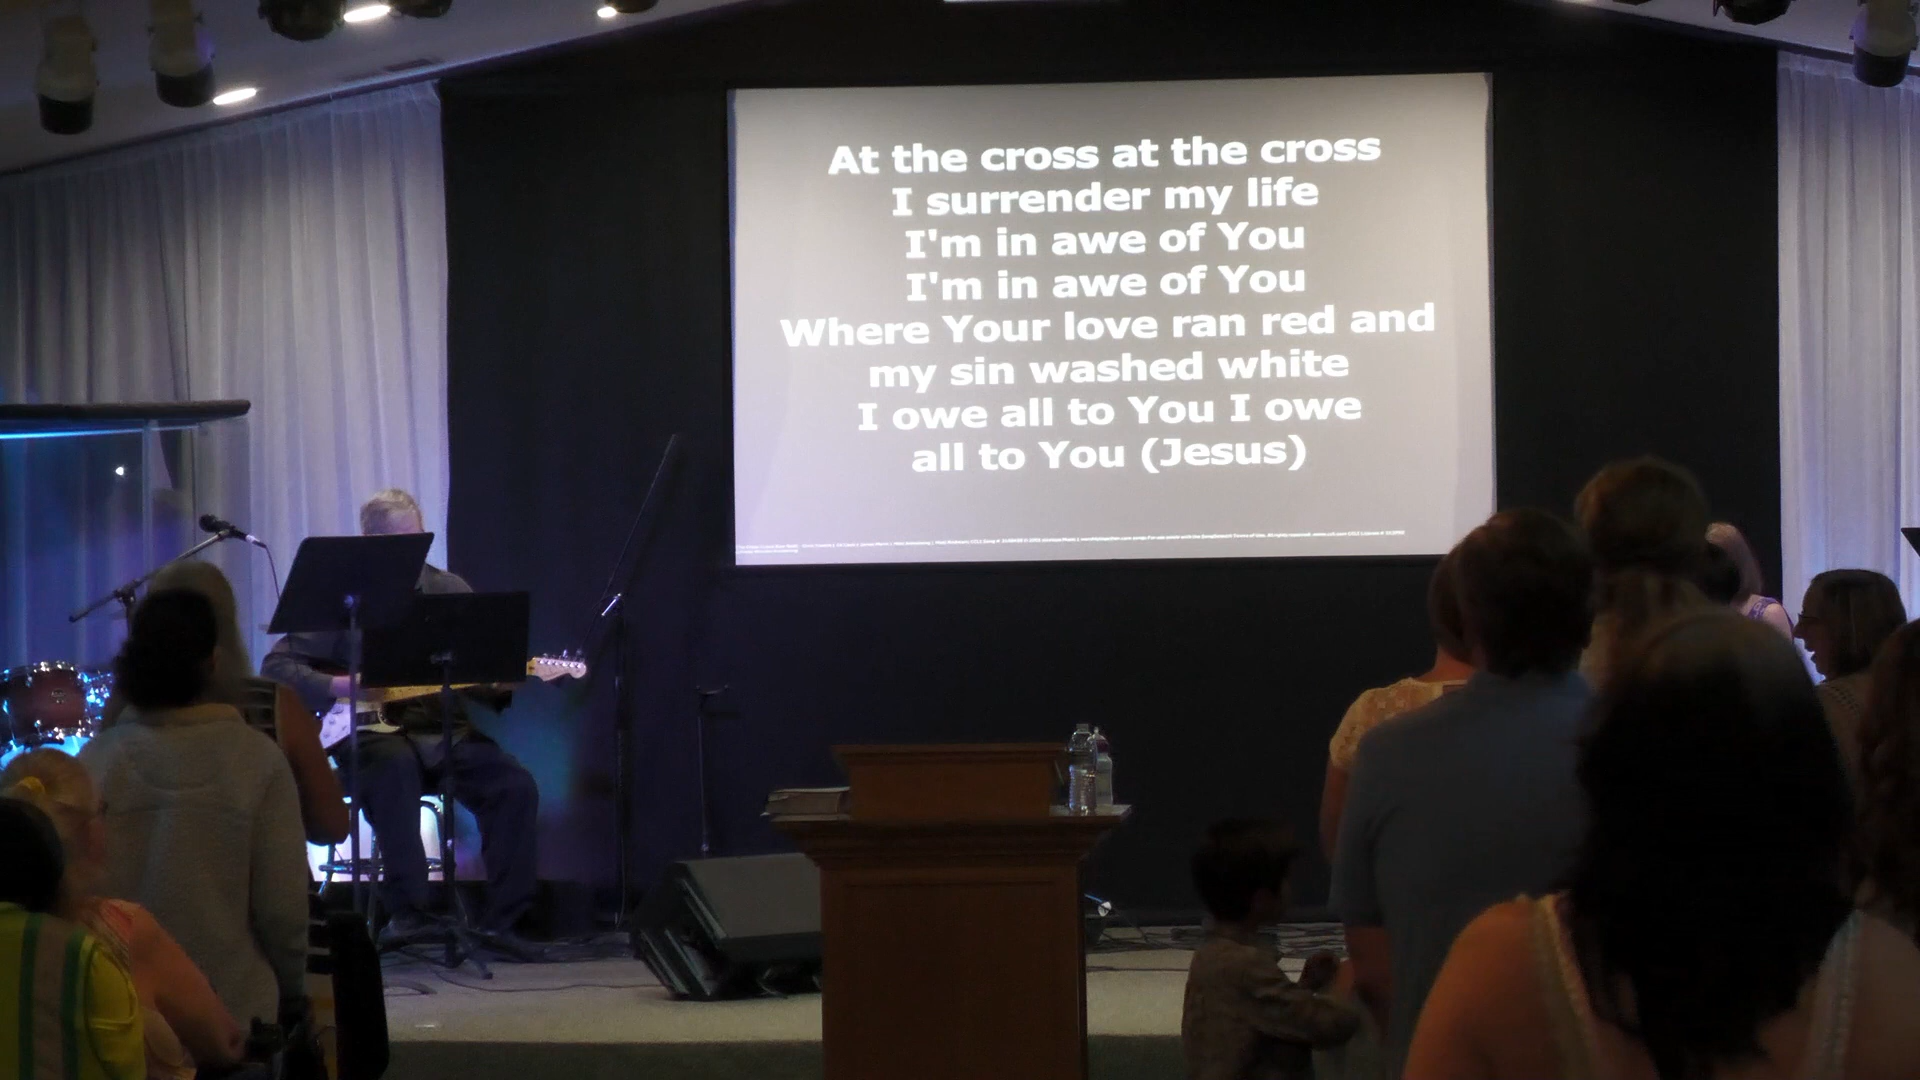 At the cross at the cross
I surrender my life
I'm in awe of You
I'm in awe of You
Where Your love ran red and
my sin washed white
I owe all to You I owe
all to You (Jesus)